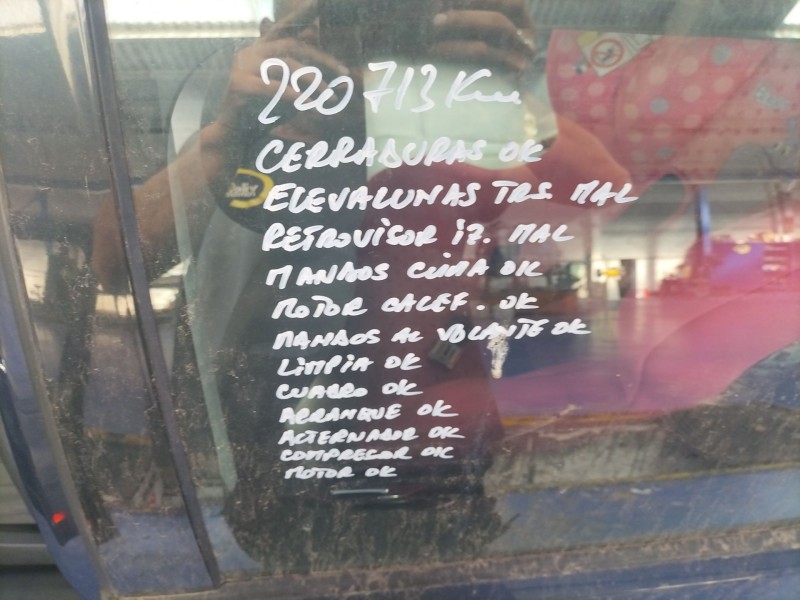 220713 Km
CERRADURAS OK
ELEVALUNAS TRS. MAL
RETROVISOR iZ. MAL
MANDOS CLIMA OK
MOTOR CALEF. OK
MANDOS AL VOLANTE OK
LIMPIA OK
CUADRO OK
ARRANQUE OK
ALTERNADOR OK
COMPRESOR OK
MOTOR OK